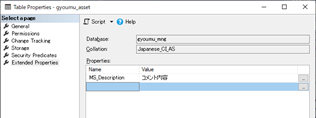 Table Properties - gyoumu_asset
Select a page
General
Permissions
Change Tracking
Storage
Security Predicates
Extended Properties
Script
Help
Database:
gyoumu_mng
Collation:
Japanese_CI_AS
Properties
Name Value
MS_Description コメント内容 ...
...